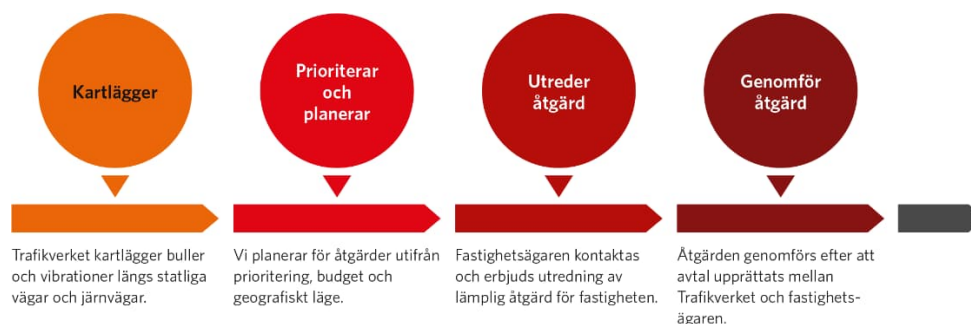 Kartlägger
Prioriterar
och
planerar
Utreder
åtgärd
Genomför
åtgärd
Trafikverket kartlägger buller
och vibrationer längs statliga
vägar och järnvägar.
Vi planerar för åtgärder utifrån
prioritering, budget och
geografiskt läge.
Fastighetsägaren kontaktas
och erbjuds utredning av
lämplig åtgärd för fastigheten.
Åtgärden genomförs efter att
avtal upprättats mellan
Trafikverket och fastighets-
ägaren.